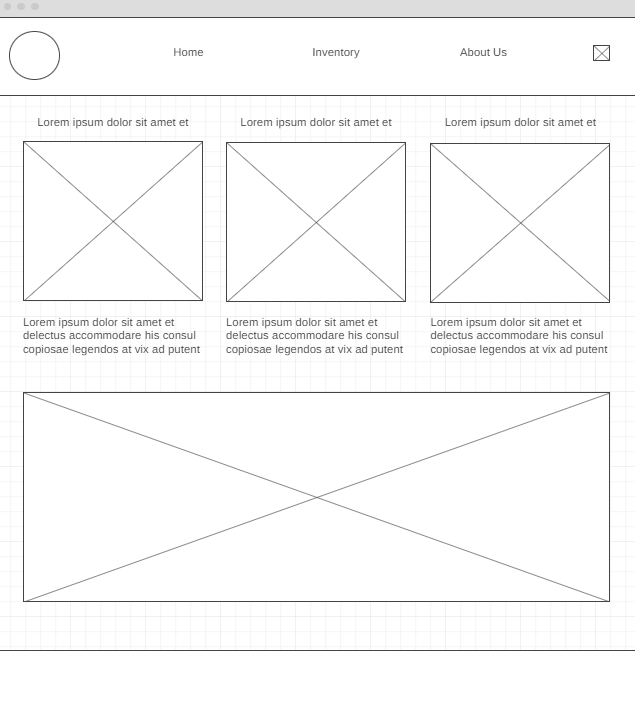 Home
Inventory
About Us
Lorem ipsum dolor sit amet et
Lorem ipsum dolor sit amet et
Lorem ipsum dolor sit amet et
Lorem ipsum dolor sit amet et
delectus accommodare his consul
copiosae legendos at vix ad putent
Lorem ipsum dolor sit amet et
delectus accommodare his consul
copiosae legendos at vix ad putent
Lorem ipsum dolor sit amet et
delectus accommodare his consul
copiosae legendos at vix ad putent